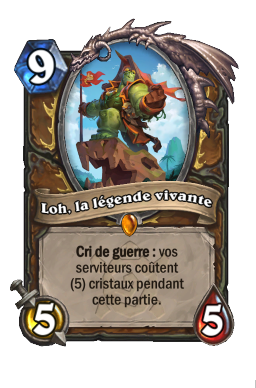 9
Loh, la légende vivante
Cri de guerre : vos
serviteurs coûtent
(5) cristaux pendant
cette partie.
5
5